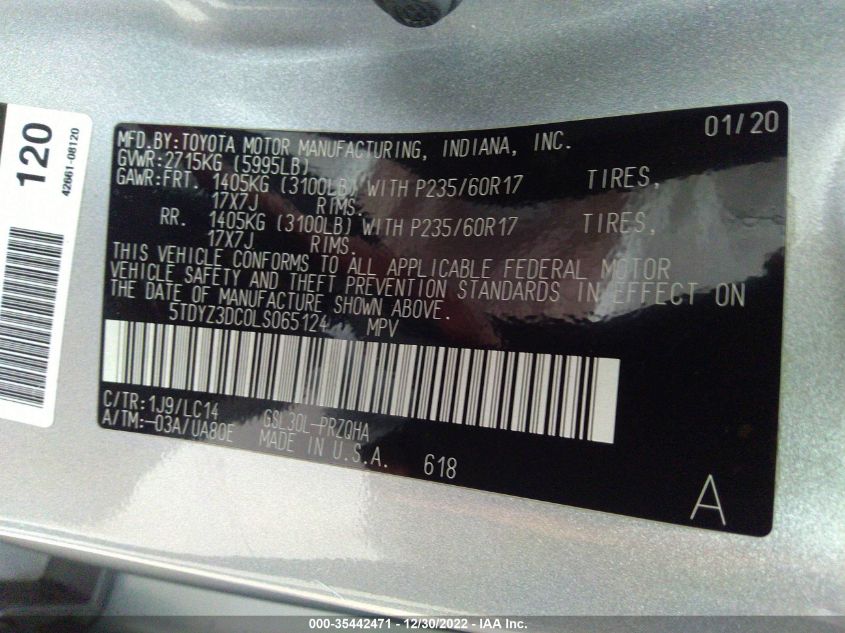 120
42661-08120
01/20
MFD.BY:TOYOTA MOTOR MANUFACTURING, INDIANA, INC.
GVWR:2715KG (5995LB)
GAWR:FRT. 1405KG (3100LB) WITH P235/60R17 TIRES,
17X7J RIMS.
RR. 1405KG (3100LB) WITH P235/60R17 TIRES,
17X7J RIMS.
THIS VEHICLE CONFORMS TO ALL APPLICABLE FEDERAL MOTOR
VEHICLE SAFETY AND THEFT PREVENTION STANDARDS IN EFFECT ON
THE DATE OF MANUFACTURE SHOWN ABOVE.
5TDYZ3DC0LS065124 MPV
C/TR:1J9/LC14 GSL30L-PRZQHA
A/TM:-03A/UA80E MADE IN U.S.A. 618
A
000-35442471 - 12/30/2022 - IAA Inc.